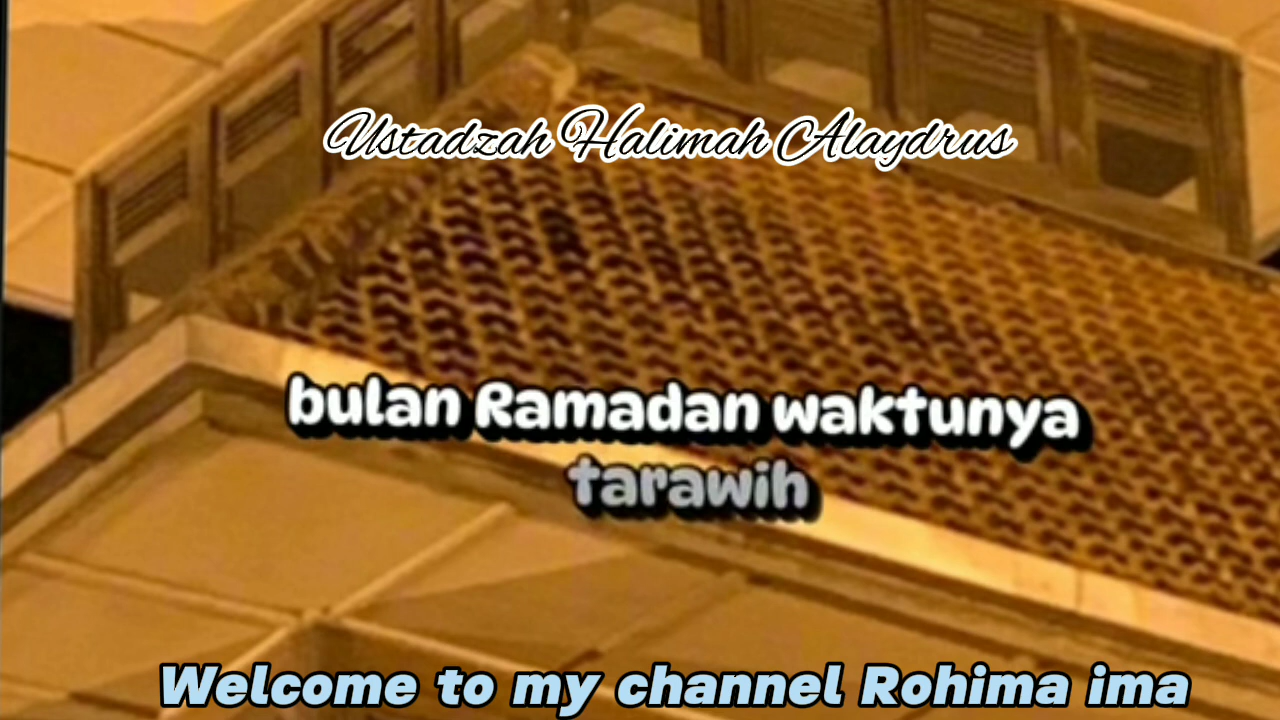 Ustadzah Halimah Alaydrus
bulan Ramadan waktunya
tarawih
Welcome to my channel Rohima ima